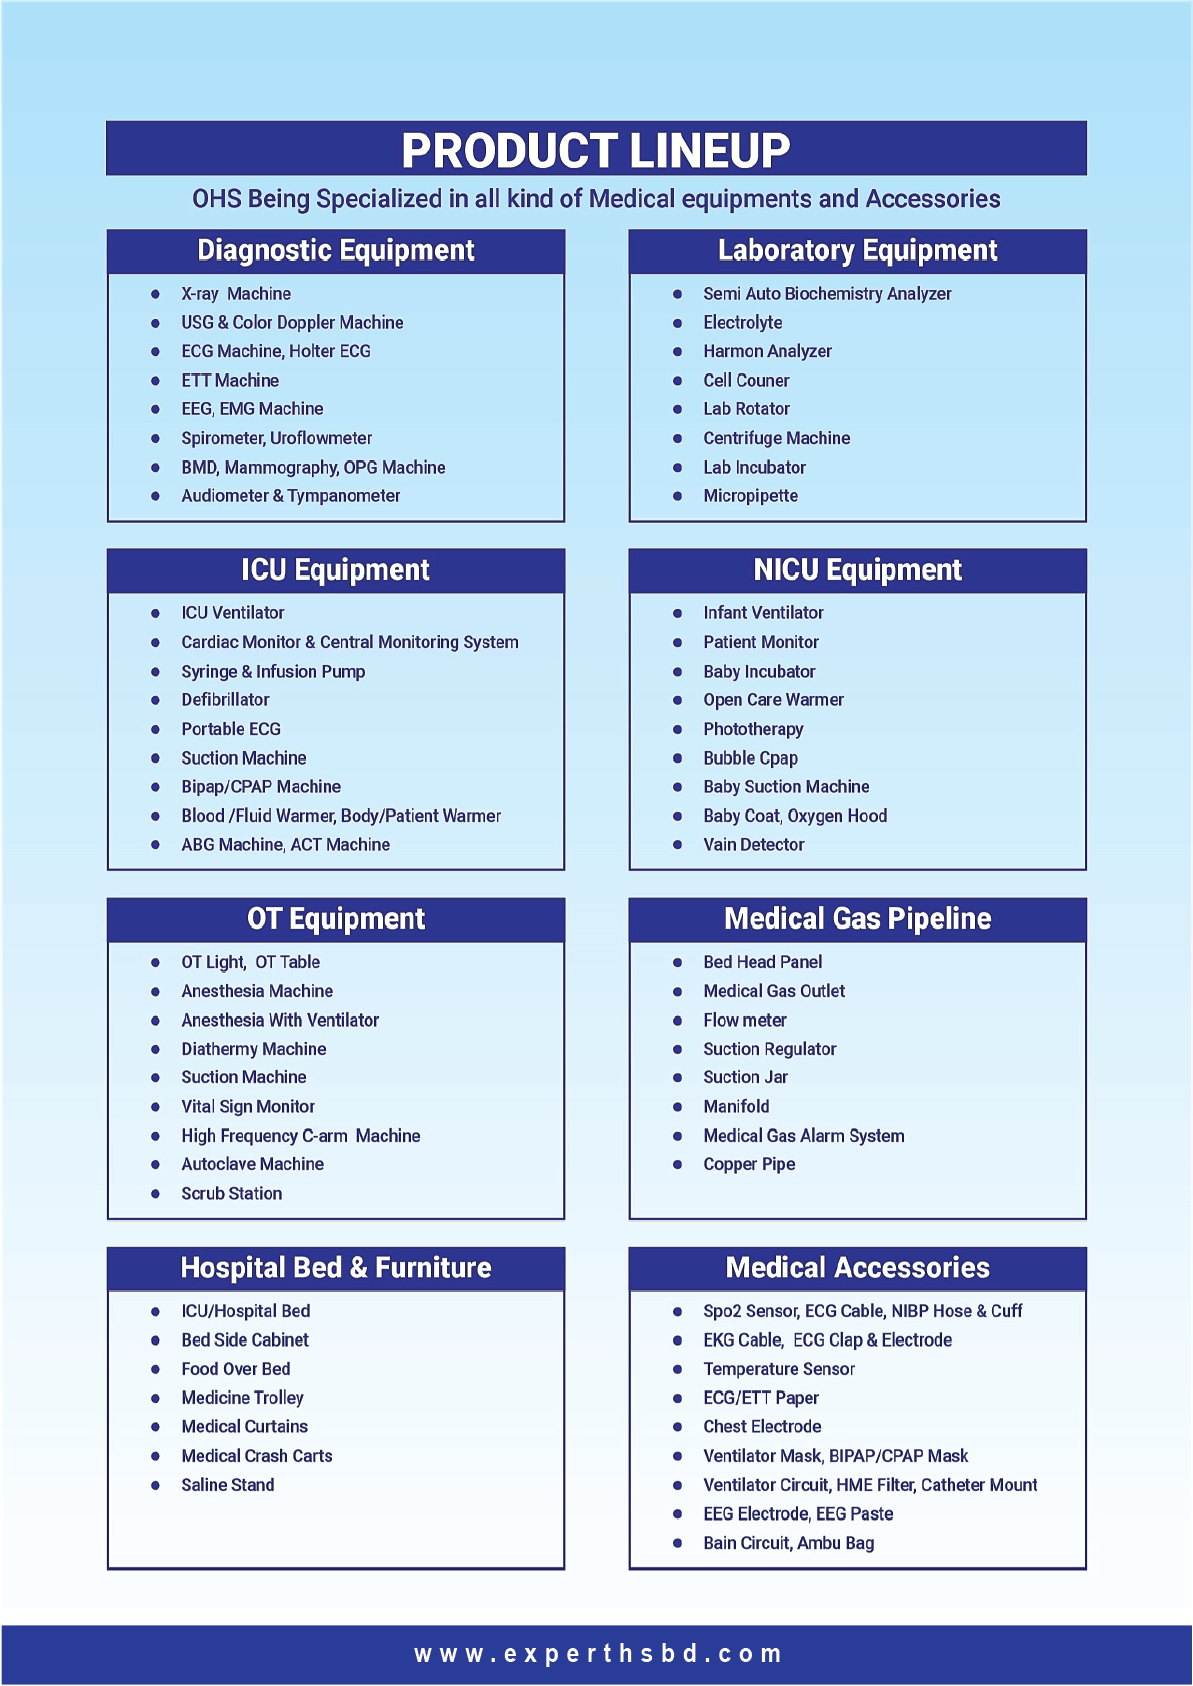 PRODUCT LINEUP
OHS Being Specialized in all kind of Medical equipments and Accessories
Diagnostic Equipment
X-ray Machine
USG & Color Doppler Machine
ECG Machine, Holter ECG
ETT Machine
EEG, EMG Machine
Spirometer, Uroflowmeter
BMD, Mammography, OPG Machine
Audiometer & Tympanometer
Laboratory Equipment
Semi Auto Biochemistry Analyzer
Electrolyte
Harmon Analyzer
Cell Couner
Lab Rotator
Centrifuge Machine
Lab Incubator
Micropipette
ICU Equipment
ICU Ventilator
Cardiac Monitor & Central Monitoring System
Syringe & Infusion Pump
Defibrillator
Portable ECG
Suction Machine
Bipap/CPAP Machine
Blood /Fluid Warmer, Body/Patient Warmer
ABG Machine, ACT Machine
NICU Equipment
Infant Ventilator
Patient Monitor
Baby Incubator
Open Care Warmer
Phototherapy
Bubble Cpap
Baby Suction Machine
Baby Coat, Oxygen Hood
Vain Detector
OT Equipment
OT Light, OT Table
Anesthesia Machine
Anesthesia With Ventilator
Diathermy Machine
Suction Machine
Vital Sign Monitor
High Frequency C-arm Machine
Autoclave Machine
Scrub Station
Medical Gas Pipeline
Bed Head Panel
Medical Gas Outlet
Flow meter
Suction Regulator
Suction Jar
Manifold
Medical Gas Alarm System
Copper Pipe
Hospital Bed & Furniture
ICU/Hospital Bed
Bed Side Cabinet
Food Over Bed
Medicine Trolley
Medical Curtains
Medical Crash Carts
Saline Stand
Medical Accessories
Spo2 Sensor, ECG Cable, NIBP Hose & Cuff
EKG Cable, ECG Clap & Electrode
Temperature Sensor
ECG/ETT Paper
Chest Electrode
Ventilator Mask, BIPAP/CPAP Mask
Ventilator Circuit, HME Filter, Catheter Mount
EEG Electrode, EEG Paste
Bain Circuit, Ambu Bag
www.experthsbd.com